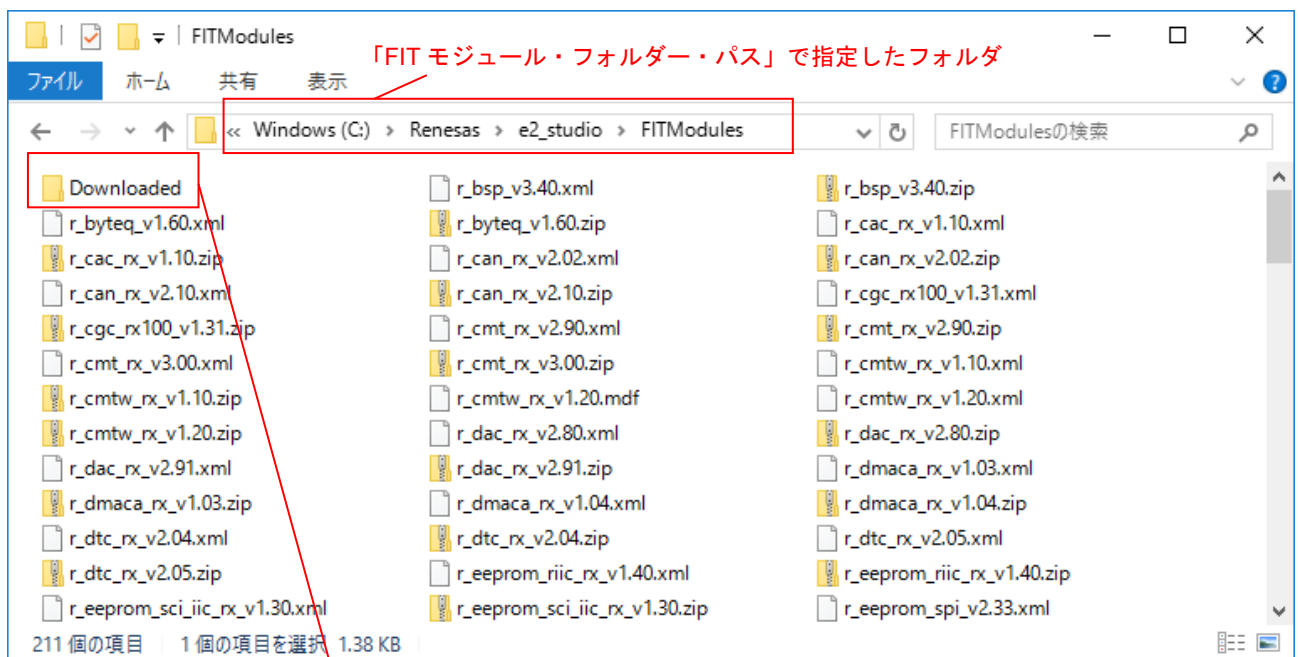 FITModules
「FIT モジュール・フォルダー・パス」で指定したフォルダ
ファイル ホーム 共有 表示
« Windows (C:) > Renesas > e2_studio > FITModules FITModulesの検索
Downloaded r_bsp_v3.40.xml r_bsp_v3.40.zip
r_byteq_v1.60.xml r_byteq_v1.60.zip r_cac_rx_v1.10.xml
r_cac_rx_v1.10.zip r_can_rx_v2.02.xml r_can_rx_v2.02.zip
r_can_rx_v2.10.xml r_can_rx_v2.10.zip r_cgc_rx100_v1.31.xml
r_cgc_rx100_v1.31.zip r_cmt_rx_v2.90.xml r_cmt_rx_v2.90.zip
r_cmt_rx_v3.00.xml r_cmt_rx_v3.00.zip r_cmtw_rx_v1.10.xml
r_cmtw_rx_v1.10.zip r_cmtw_rx_v1.20.mdf r_cmtw_rx_v1.20.xml
r_cmtw_rx_v1.20.zip r_dac_rx_v2.80.xml r_dac_rx_v2.80.zip
r_dac_rx_v2.91.xml r_dac_rx_v2.91.zip r_dmaca_rx_v1.03.xml
r_dmaca_rx_v1.03.zip r_dmaca_rx_v1.04.xml r_dmaca_rx_v1.04.zip
r_dtc_rx_v2.04.xml r_dtc_rx_v2.04.zip r_dtc_rx_v2.05.xml
r_dtc_rx_v2.05.zip r_eeprom_riic_rx_v1.40.xml r_eeprom_riic_rx_v1.40.zip
r_eeprom_sci_iic_rx_v1.30.xml r_eeprom_sci_iic_rx_v1.30.zip r_eeprom_spi_v2.33.xml
211 個の項目 1 個の項目を選択 1.38 KB